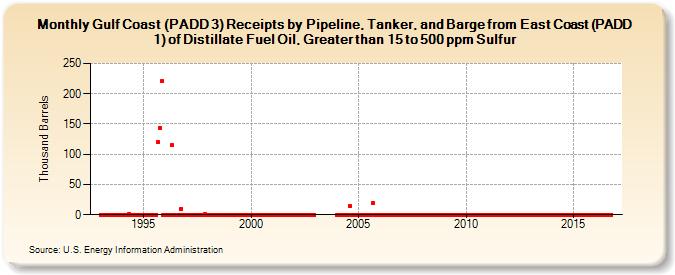 Monthly Gulf Coast (PADD 3) Receipts by Pipeline, Tanker, and Barge from East Coast (PADD
1) of Distillate Fuel Oil, Greater than 15 to 500 ppm Sulfur
Thousand Barrels
250
200
150
100
50
0
1995 2000 2005 2010 2015
Source: U.S. Energy Information Administration